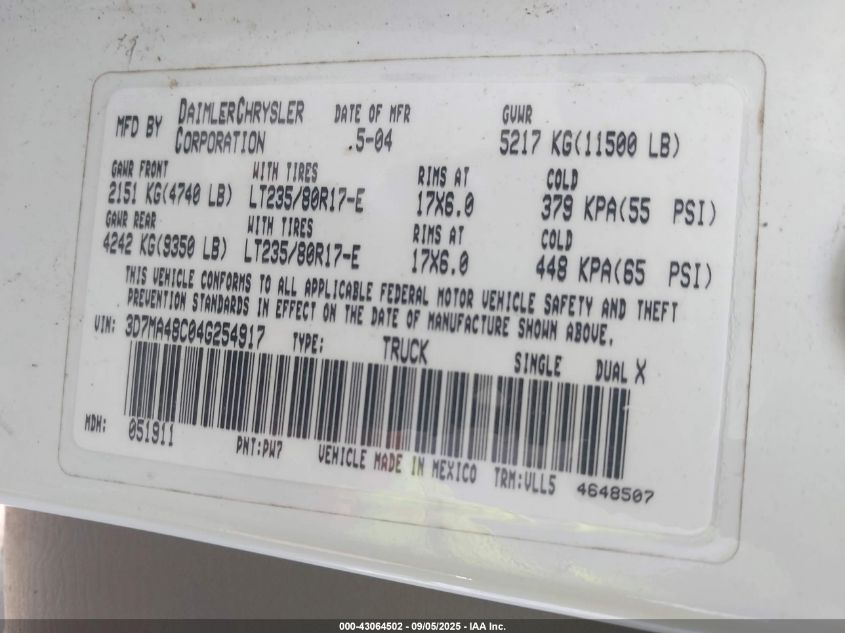 MFD BY DAIMLERCHRYSLER CORPORATION DATE OF MFR 5-04 GVWR 5217 KG(11500 LB)
GAWR FRONT WITH TIRES RIMS AT COLD
2151 KG(4740 LB) LT235/80R17-E 17X6.0 379 KPA(55 PSI)
GAWR REAR WITH TIRES RIMS AT COLD
4242 KG(9350 LB) LT235/80R17-E 17X6.0 448 KPA(65 PSI)
THIS VEHICLE CONFORMS TO ALL APPLICABLE FEDERAL MOTOR VEHICLE SAFETY AND THEFT
PREVENTION STANDARDS IN EFFECT ON THE DATE OF MANUFACTURE SHOWN ABOVE.
VIN: 3D7MA48C04G254917 TYPE: TRUCK SINGLE DUAL X
MDH: 051911 PNT:PW7 VEHICLE MADE IN MEXICO TRM:VLL5 4648507
000-43064502 - 09/05/2025 - IAA Inc.